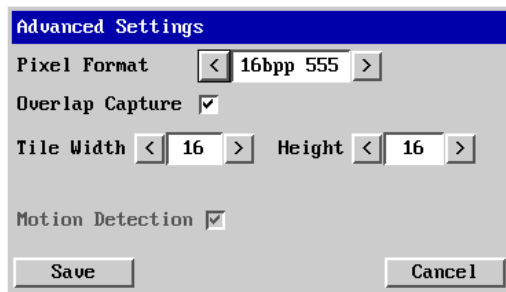 Advanced Settings
Pixel Format < 16bpp 555 >
Overlap Capture
Tile Width < 16 > Height < 16 >
Motion Detection
Save Cancel